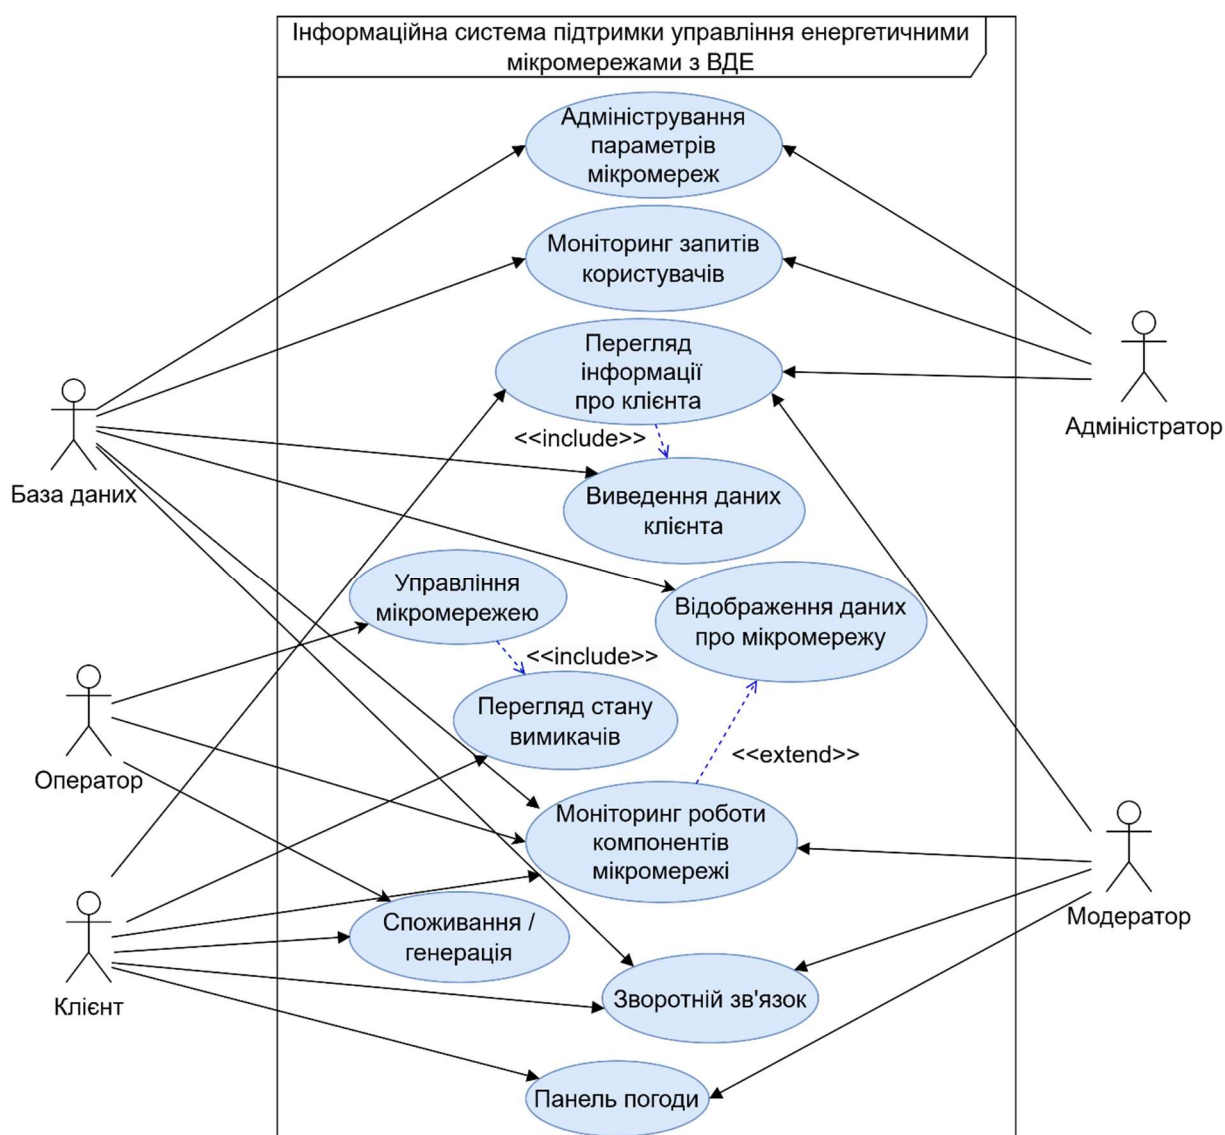 Інформаційна система підтримки управління енергетичними
мікромережами з ВДЕ
Адміністрування
параметрів
мікромереж
Моніторинг запитів
користувачів
Перегляд
інформації
про клієнта
<<include>>
Виведення даних
клієнта
База даних
Адміністратор
Управління
мікромережею
Відображення даних
про мікромережу
<<include>>
Перегляд стану
вимикачів
<<extend>>
Оператор
Моніторинг роботи
компонентів
мікромережі
Модератор
Споживання /
генерація
Клієнт
Зворотній зв'язок
Панель погоди